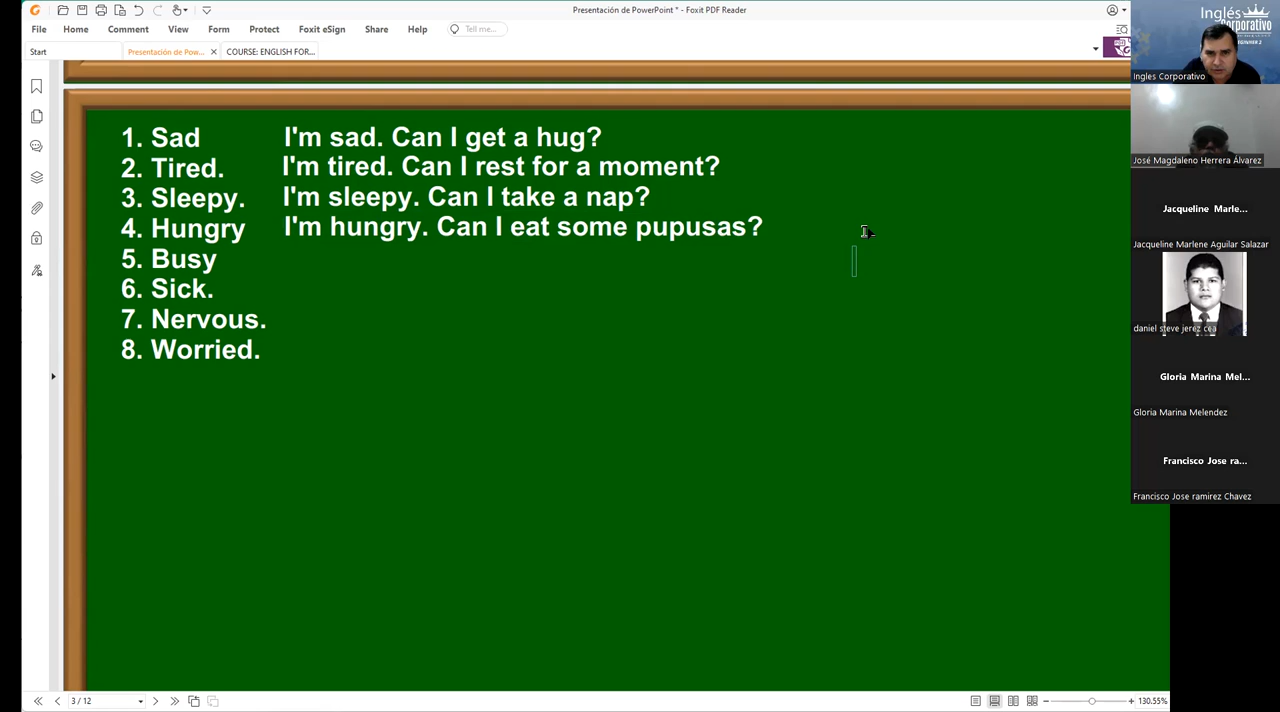 Presentación de PowerPoint * - Foxit PDF Reader
File Home Comment View Form Protect Foxit eSign Share Help Tell me...
Start Presentación de Pow... COURSE: ENGLISH FOR...
1. Sad I'm sad. Can I get a hug?
2. Tired. I'm tired. Can I rest for a moment?
3. Sleepy. I'm sleepy. Can I take a nap?
4. Hungry I'm hungry. Can I eat some pupusas?
5. Busy
6. Sick.
7. Nervous.
8. Worried.
3 / 12
130.55%
Inglés
Corporativo
Ingles Corporativo
José Magdaleno Herrera Álvarez
Jacqueline Marle...
Jacqueline Marlene Aguilar Salazar
daniel steve jerez cea
Gloria Marina Mel...
Gloria Marina Melendez
Francisco Jose ra...
Francisco Jose ramirez Chavez